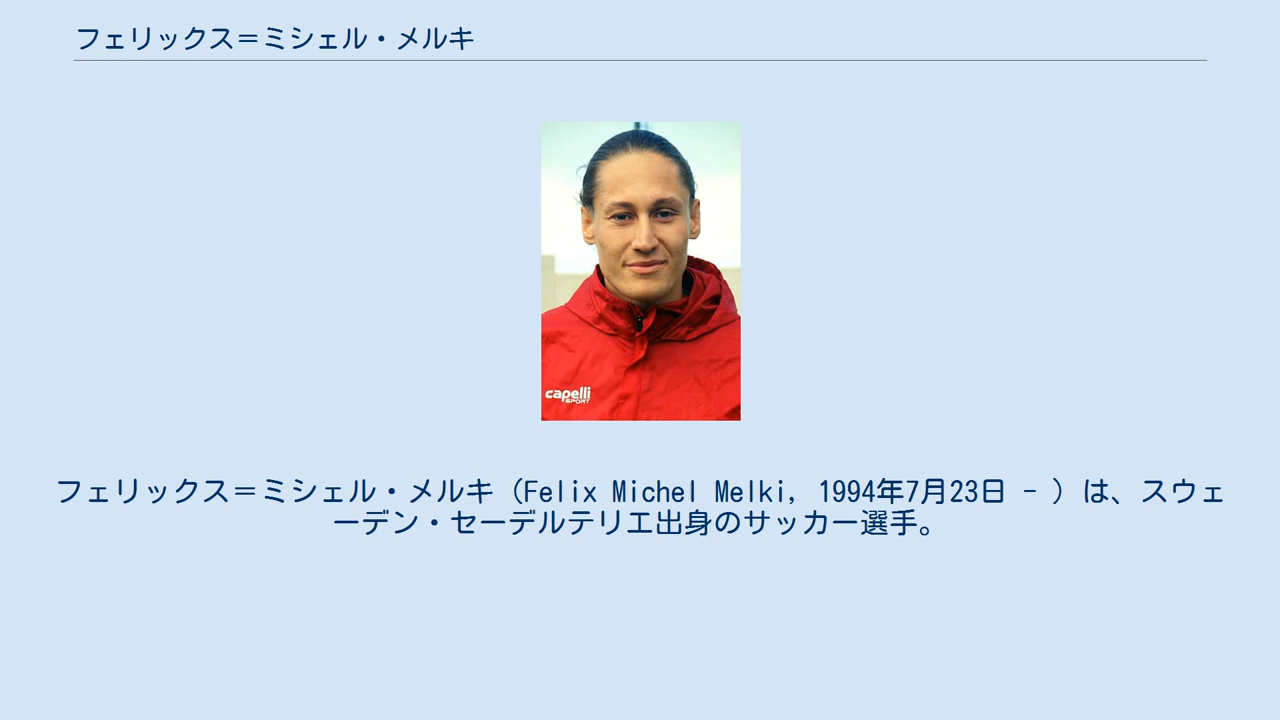 フェリックス＝ミシェル・メルキ
capelli
SPORT
フェリックス＝ミシェル・メルキ（Felix Michel Melki, 1994年7月23日 - ）は、スウェ
ーデン・セーデルテリエ出身のサッカー選手。